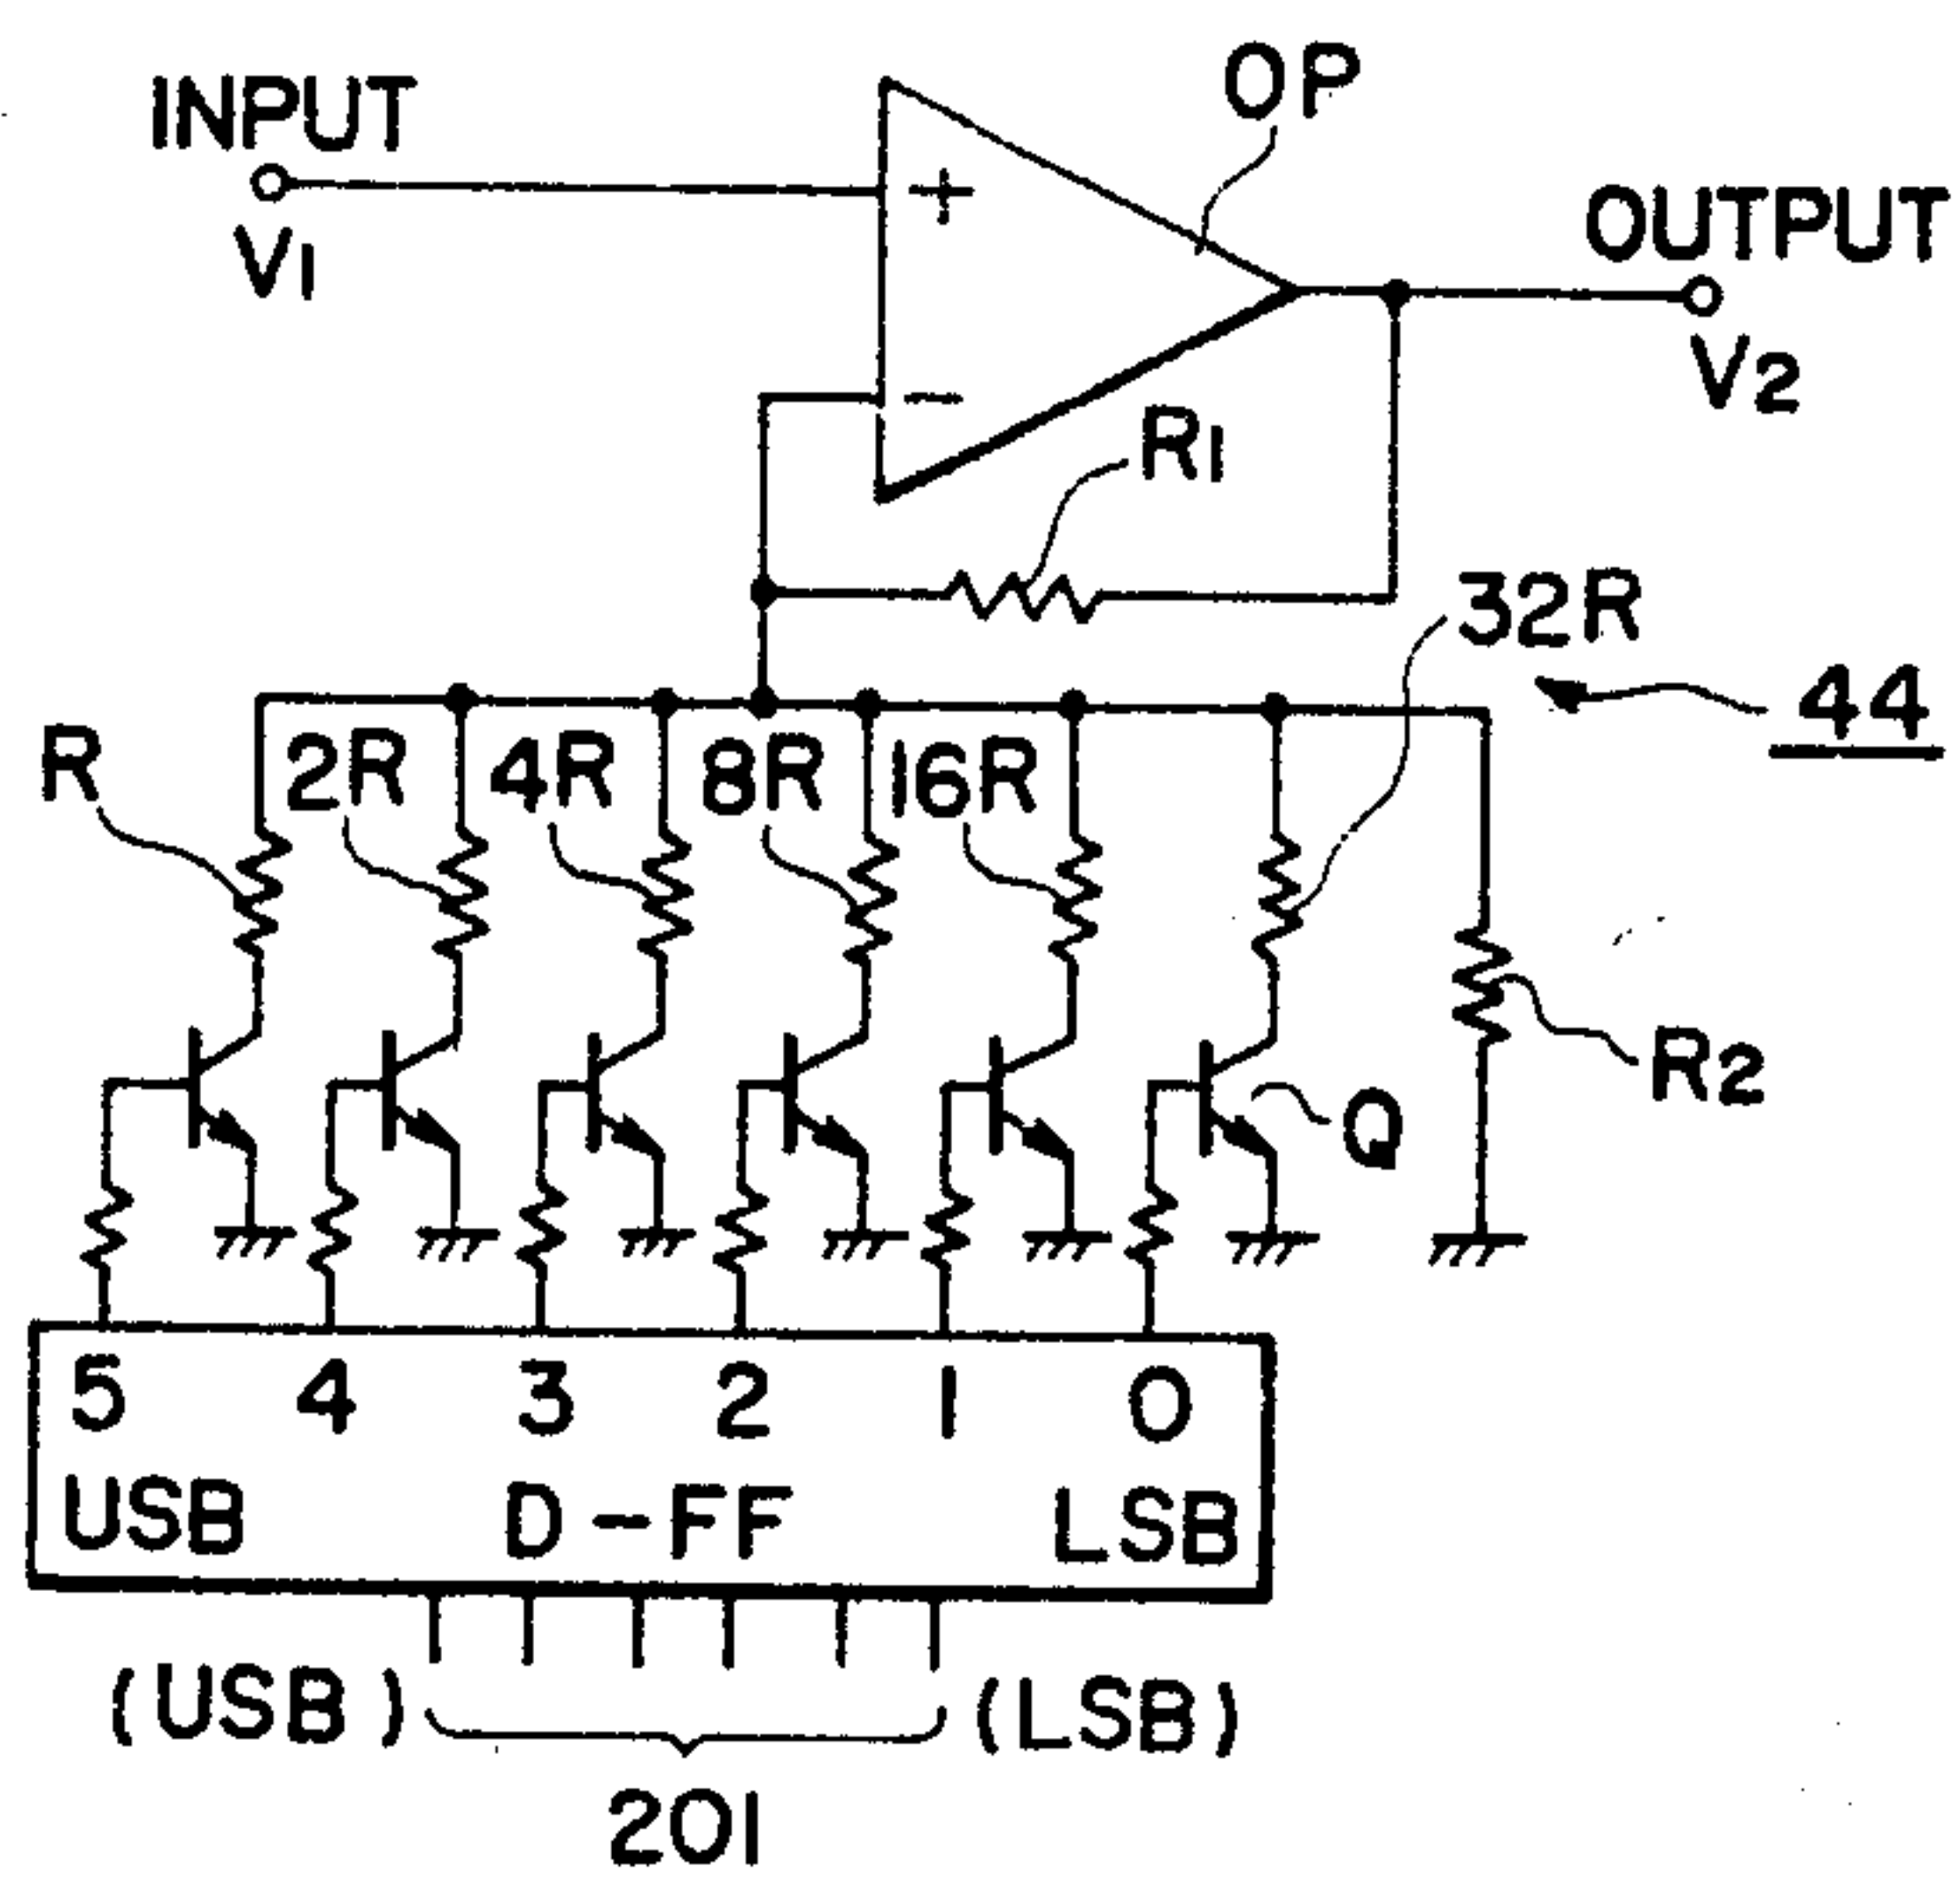 OP
INPUT
OUTPUT
+
V1
V2
-
R1
32R
44
R 2R 4R 8R 16R
R2
Q
5 4 3 2 1 0
USB D-FF LSB
(USB) (LSB)
201